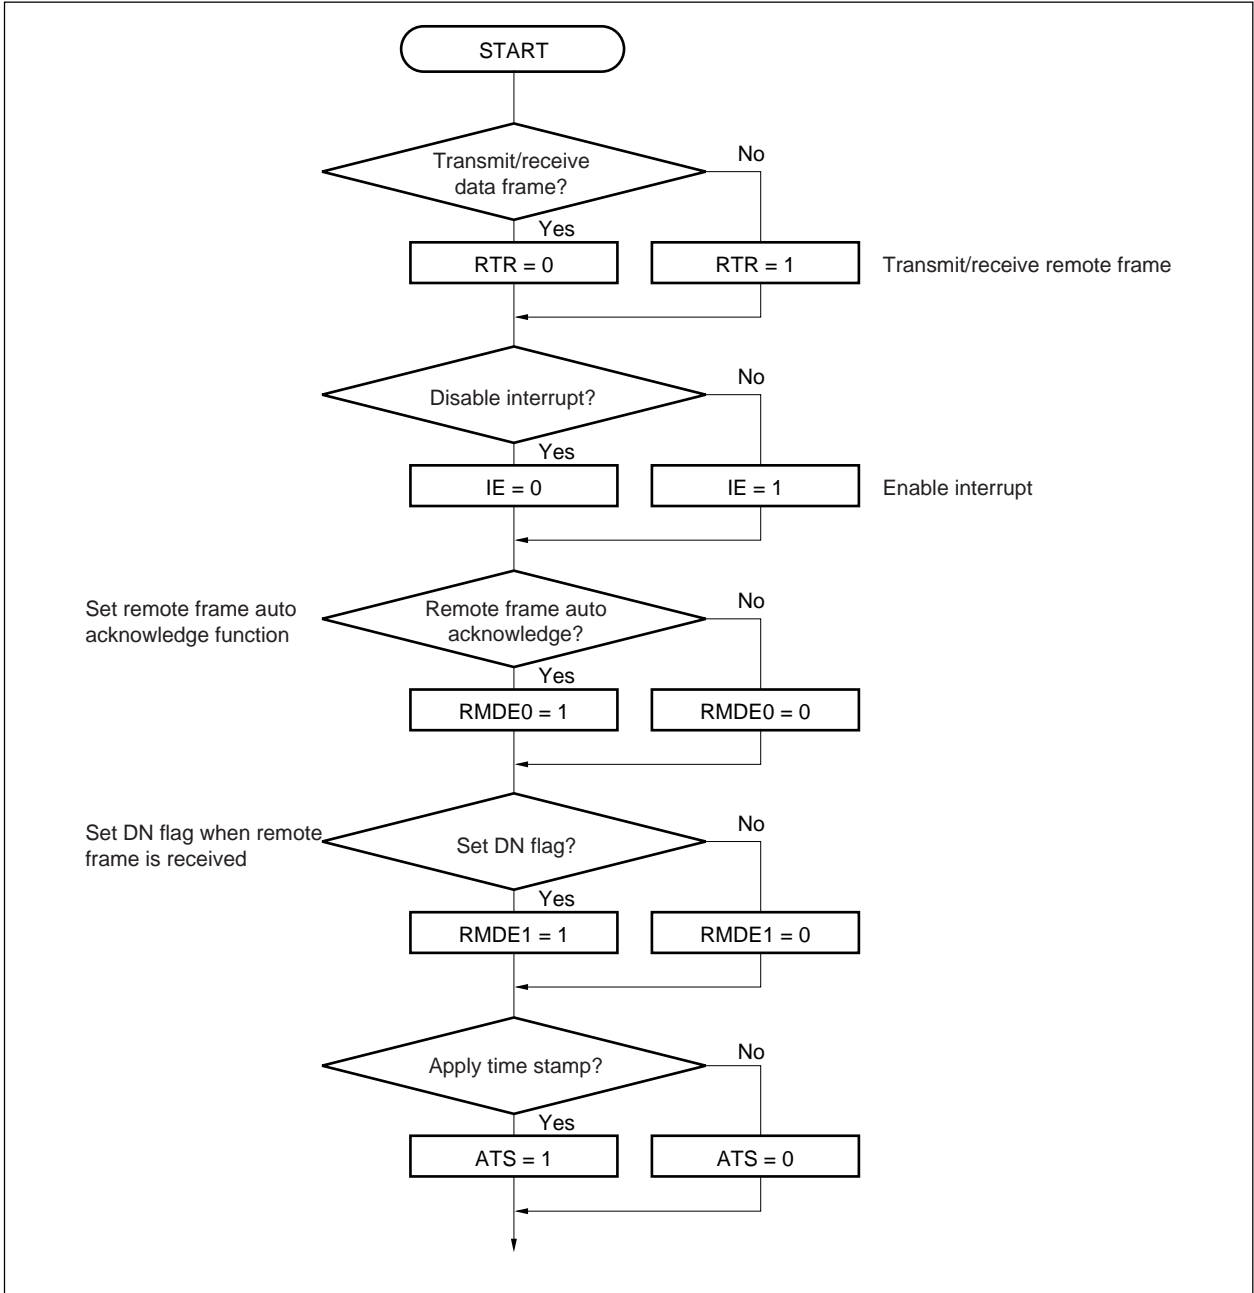 START
Transmit/receive
data frame?
No
Yes
RTR = 0
RTR = 1
Transmit/receive remote frame
Disable interrupt?
No
Yes
IE = 0
IE = 1
Enable interrupt
Set remote frame auto
acknowledge function
Remote frame auto
acknowledge?
No
Yes
RMDE0 = 1
RMDE0 = 0
Set DN flag when remote
frame is received
Set DN flag?
No
Yes
RMDE1 = 1
RMDE1 = 0
Apply time stamp?
No
Yes
ATS = 1
ATS = 0